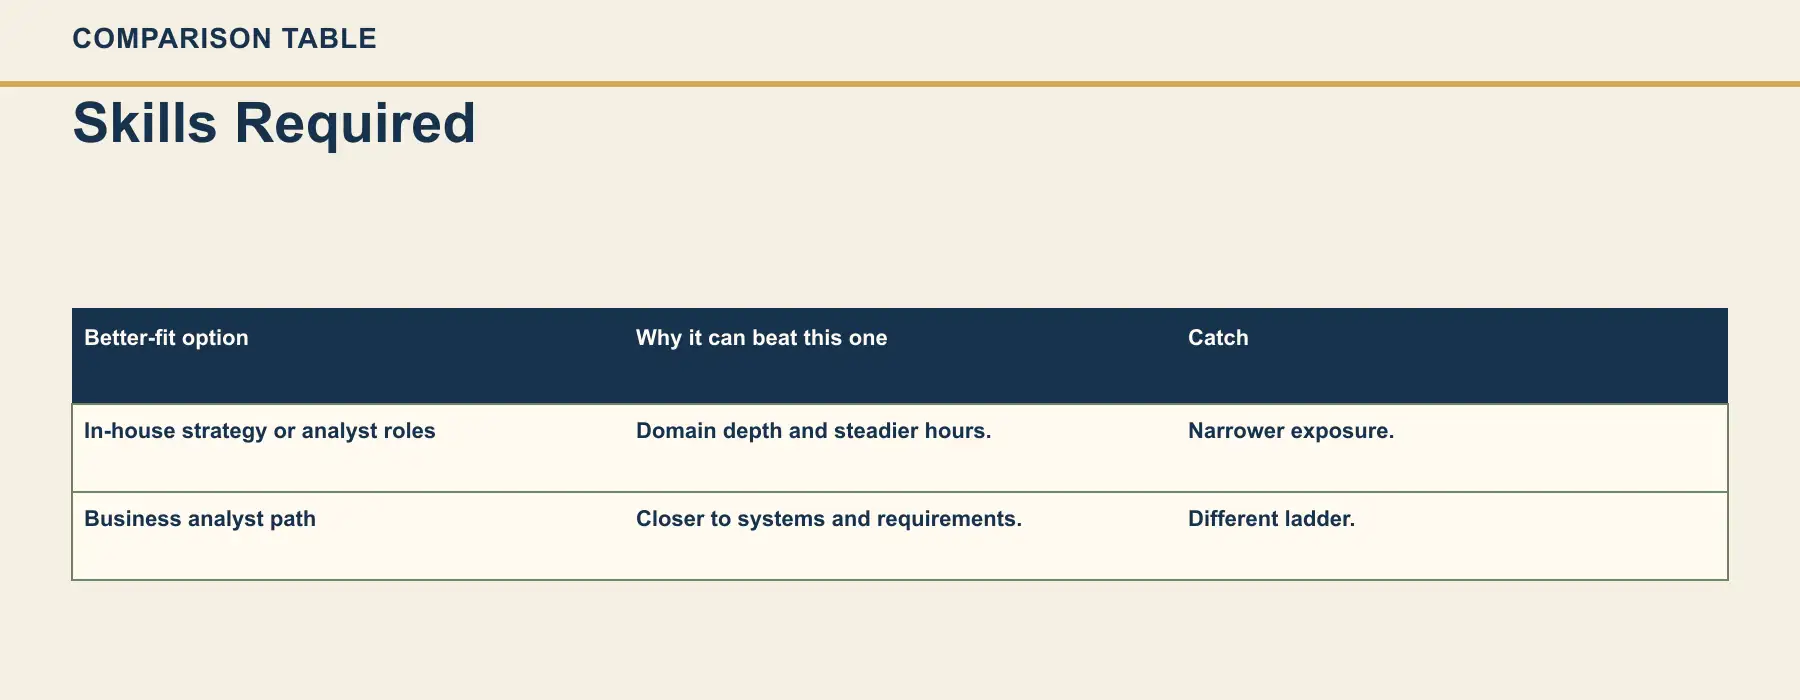 COMPARISON TABLE
Skills Required
Better-fit option Why it can beat this one Catch
In-house strategy or analyst roles Domain depth and steadier hours. Narrower exposure.
Business analyst path Closer to systems and requirements. Different ladder.